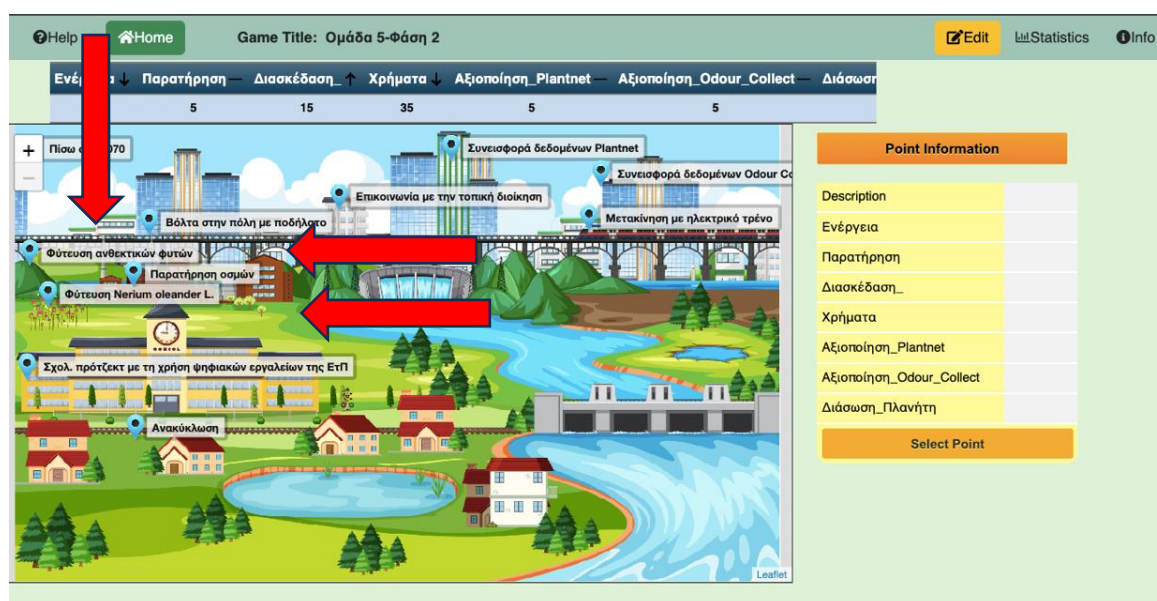 Help Home Game Title: Ομάδα 5-Φάση 2 Edit Statistics Info
Παρατήρηση Διασκέδαση_ Χρήματα Αξιοποίηση_Plantnet Αξιοποίηση_Odour_Collect
5 15 35 5 5
+
−
Πίσω
Συνεισφορά δεδομένων Plantnet
Συνεισφορά δεδομένων Odour
Επικοινωνία με την τοπική διοίκηση
Βόλτα στην πόλη με ποδήλατο
Μετακίνηση με ηλεκτρικό τρένο
Φύτευση ανθεκτικών φυτών
Παρατήρηση οσμών
Φύτευση Nerium oleander L.
SCHOOL
Σχολ. πρότζεκτ με τη χρήση ψηφιακών εργαλείων της ΕτΠ
Ανακύκλωση
Leaflet
Point Information
Description
Ενέργεια
Παρατήρηση
Διασκέδαση_
Χρήματα
Αξιοποίηση_Plantnet
Αξιοποίηση_Odour_Collect
Διάσωση_Πλανήτη
Select Point